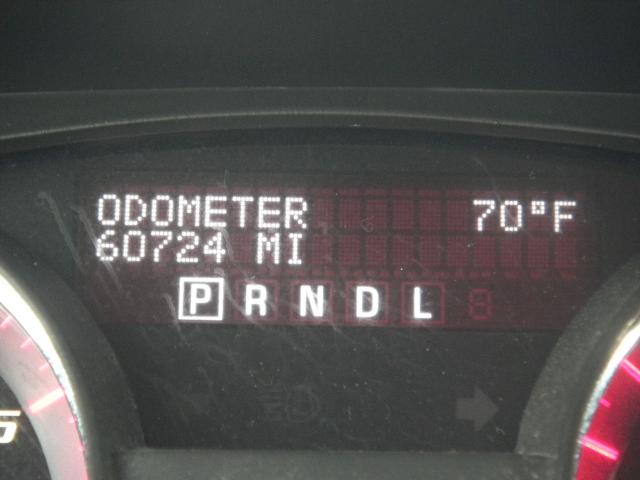 ODOMETER 70°F
60724 MI
P R N D L